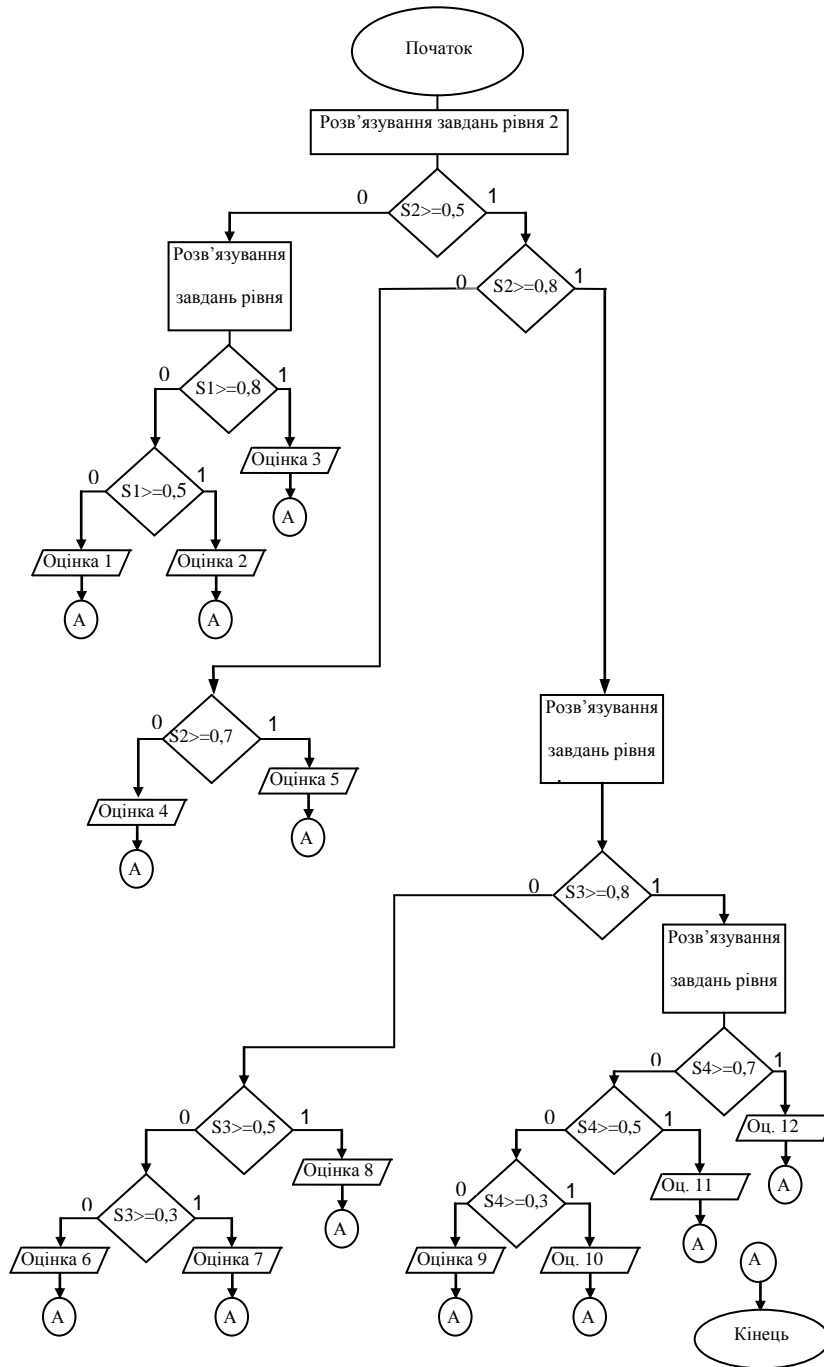 Початок
Розв’язування завдань рівня 2
0
1
S2>=0,5
Розв’язування
завдань рівня
0
1
S2>=0,8
0
1
S1>=0,8
Оцінка 3
А
0
1
S1>=0,5
Оцінка 1
Оцінка 2
А
А
0
1
S2>=0,7
Оцінка 5
Оцінка 4
А
А
Розв’язування
завдань рівня
0
1
S3>=0,8
Розв’язування
завдань рівня
0
1
S4>=0,7
Оц. 12
А
0
1
S3>=0,5
Оцінка 8
А
0
1
S4>=0,5
Оц. 11
А
0
1
S3>=0,3
Оцінка 6
Оцінка 7
А
А
0
1
S4>=0,3
Оцінка 9
Оц. 10
А
А
А
Кінець